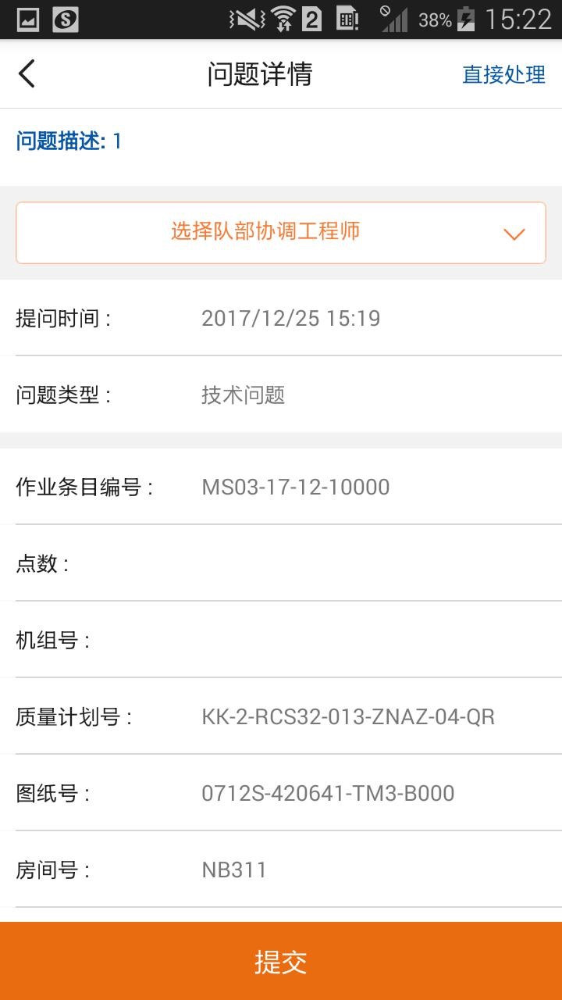 2 38% 15:22
问题详情 直接处理
问题描述: 1
选择队部协调工程师
提问时间 : 2017/12/25 15:19
问题类型 : 技术问题
作业条目编号 : MS03-17-12-10000
点数 :
机组号 :
质量计划号 : KK-2-RCS32-013-ZNAZ-04-QR
图纸号 : 0712S-420641-TM3-B000
房间号 : NB311
提交